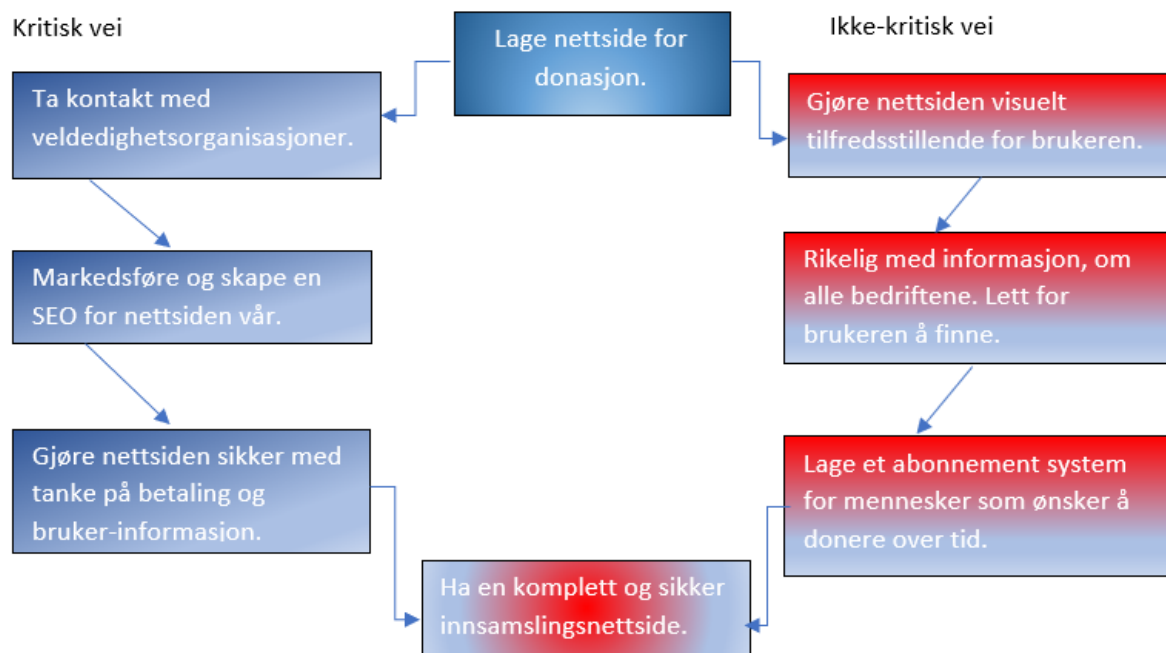 Kritisk vei
Lage nettside for
donasjon.
Ikke-kritisk vei
Ta kontakt med
veldedighetsorganisasjoner.
Gjøre nettsiden visuelt
tilfredsstillende for brukeren.
Markedsføre og skape en
SEO for nettsiden vår.
Rikelig med informasjon, om
alle bedriftene. Lett for
brukeren å finne.
Gjøre nettsiden sikker med
tanke på betaling og
bruker-informasjon.
Lage et abonnement system
for mennesker som ønsker å
donere over tid.
Ha en komplett og sikker
innsamslingsnettside.